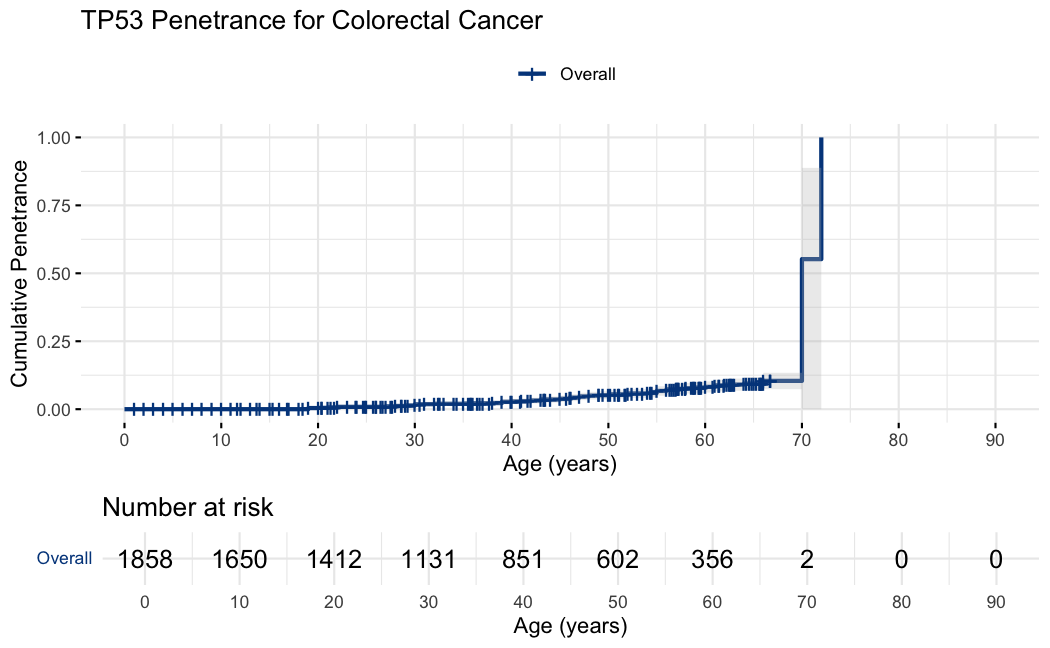 TP53 Penetrance for Colorectal Cancer
Overall
Cumulative Penetrance
1.00
0.75
0.50
0.25
0.00
0 10 20 30 40 50 60 70 80 90
Age (years)
Number at risk
Overall 1858 1650 1412 1131 851 602 356 2 0 0
0 10 20 30 40 50 60 70 80 90
Age (years)